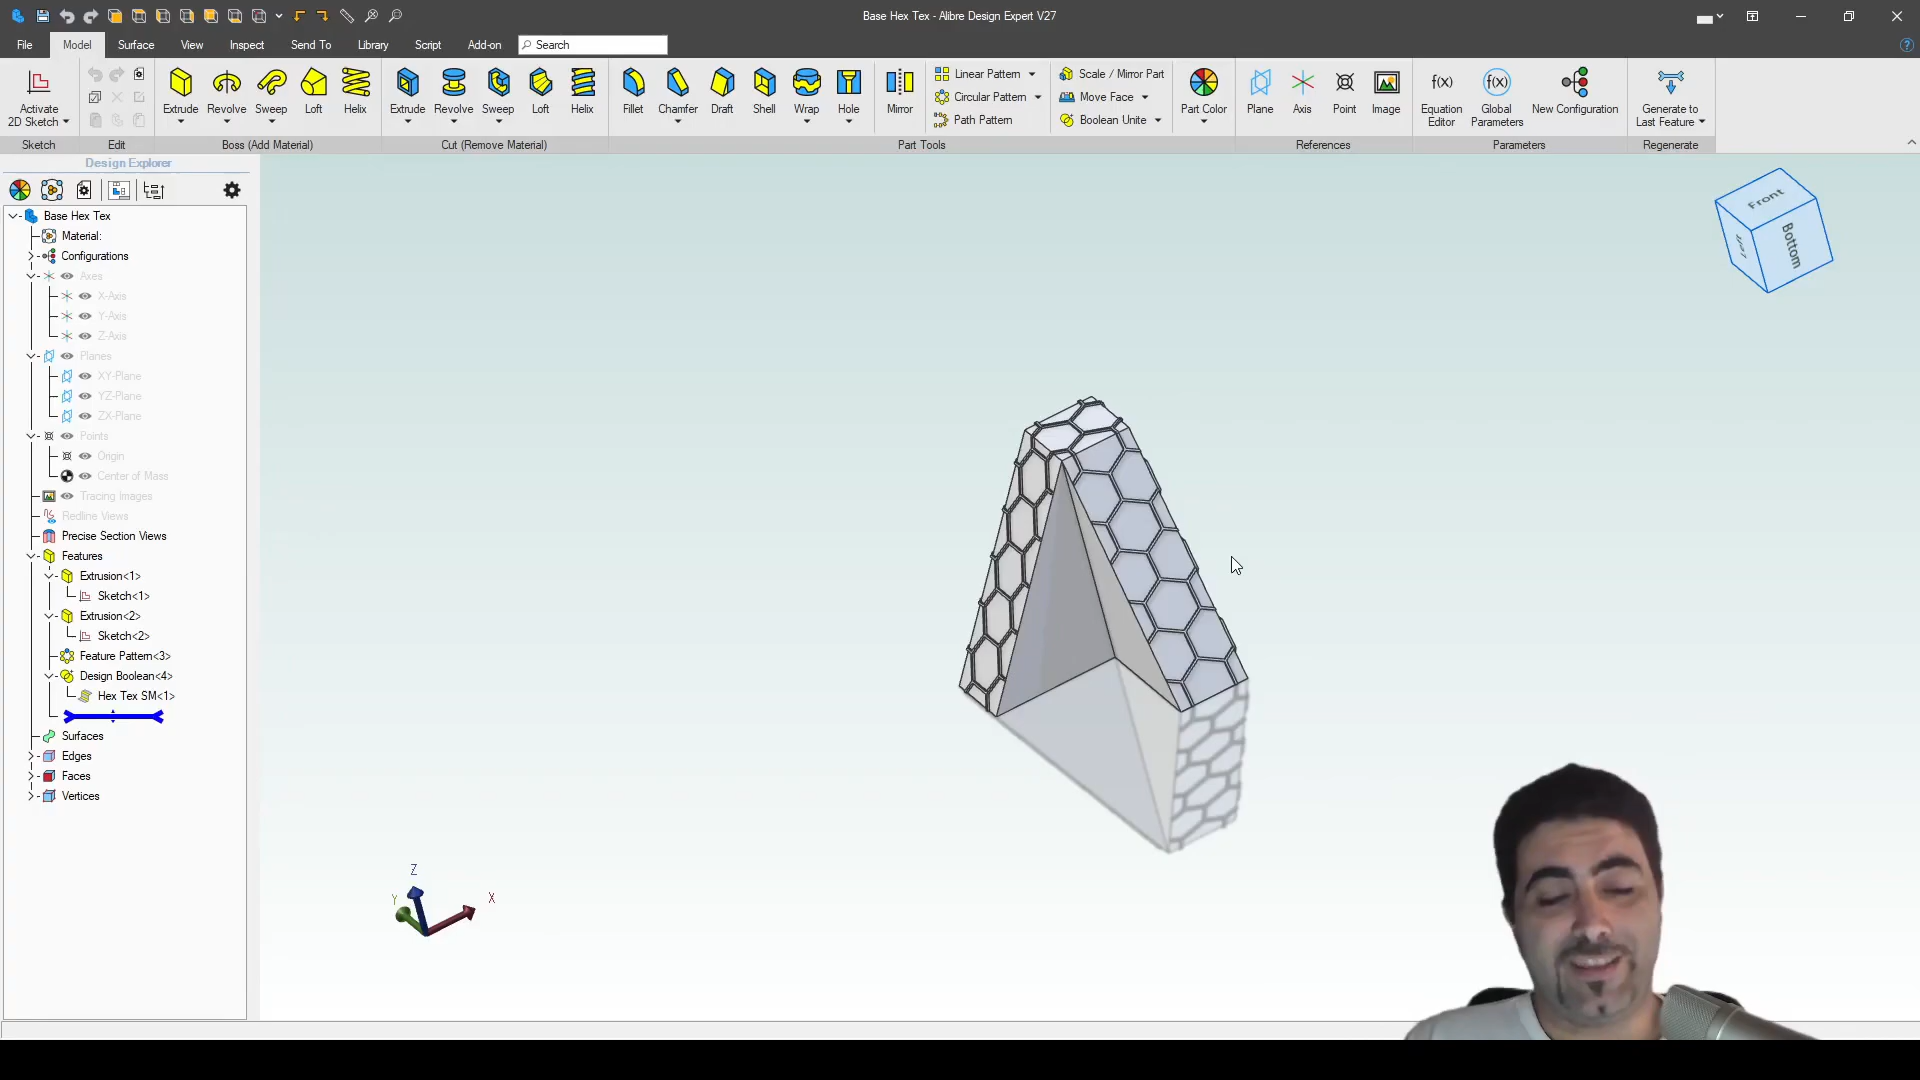 Base Hex Tex - Alibre Design Expert V27
File
Model
Surface
View
Inspect
Send To
Library
Script
Add-on
Search
Activate
2D Sketch
Extrude
Revolve
Sweep
Loft
Helix
Extrude
Revolve
Sweep
Loft
Helix
Fillet
Chamfer
Draft
Shell
Wrap
Hole
Mirror
Linear Pattern
Circular Pattern
Path Pattern
Scale / Mirror Part
Move Face
Boolean Unite
Part Color
Plane
Axis
Point
Image
Equation
Editor
Global
Parameters
New Configuration
Generate to
Last Feature
f(x)
f(x)
Sketch
Edit
Boss (Add Material)
Cut (Remove Material)
Part Tools
References
Parameters
Regenerate
Design Explorer
Base Hex Tex
Material:
Configurations
Axes
X-Axis
Y-Axis
Z-Axis
Planes
XY-Plane
YZ-Plane
ZX-Plane
Points
Origin
Center of Mass
Tracing Images
Redline Views
Precise Section Views
Features
Extrusion<1>
Sketch<1>
Extrusion<2>
Sketch<2>
Feature Pattern<3>
Design Boolean<4>
Hex Tex SM<1>
Surfaces
Edges
Faces
Vertices
Front
Bottom
Left
Z
Y
X